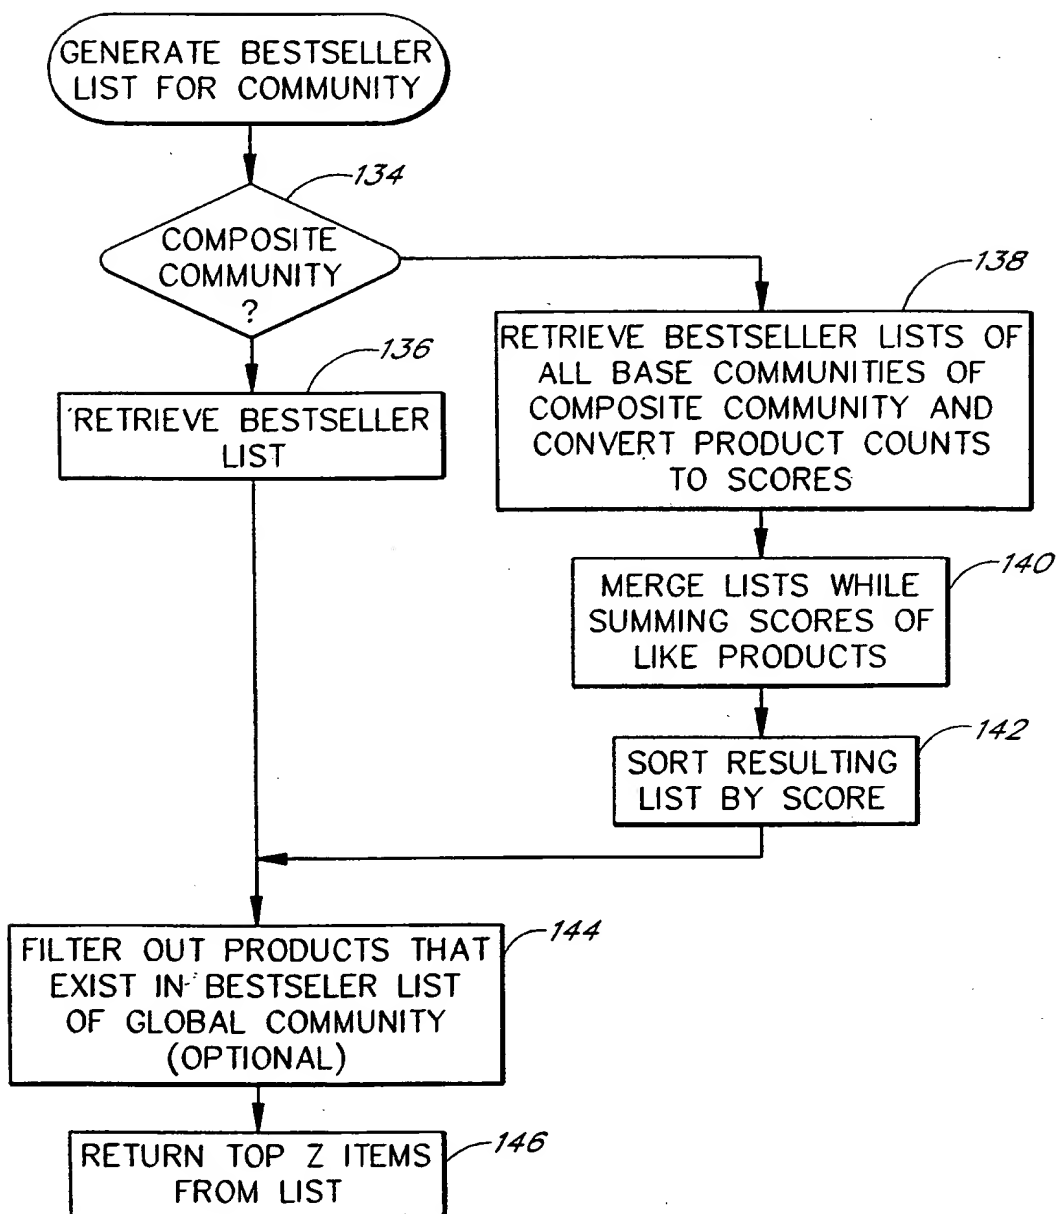 GENERATE BESTSELLER
LIST FOR COMMUNITY
134
COMPOSITE
COMMUNITY
?
136
RETRIEVE BESTSELLER
LIST
138
RETRIEVE BESTSELLER LISTS OF
ALL BASE COMMUNITIES OF
COMPOSITE COMMUNITY AND
CONVERT PRODUCT COUNTS
TO SCORES
140
MERGE LISTS WHILE
SUMMING SCORES OF
LIKE PRODUCTS
142
SORT RESULTING
LIST BY SCORE
144
FILTER OUT PRODUCTS THAT
EXIST IN BESTSELER LIST
OF GLOBAL COMMUNITY
(OPTIONAL)
146
RETURN TOP Z ITEMS
FROM LIST